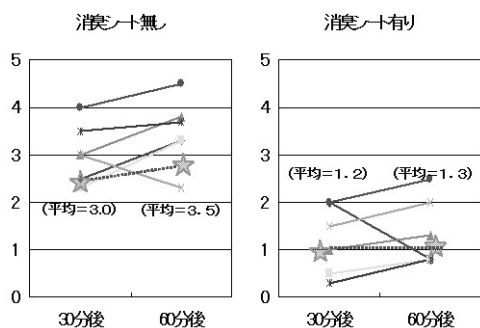 消臭シート無し
5
4
3
2
1
0
(平均=3.0)
(平均=3.5)
30分後
60分後
消臭シート有り
5
4
3
2
1
0
(平均=1.2)
(平均=1.3)
30分後
60分後